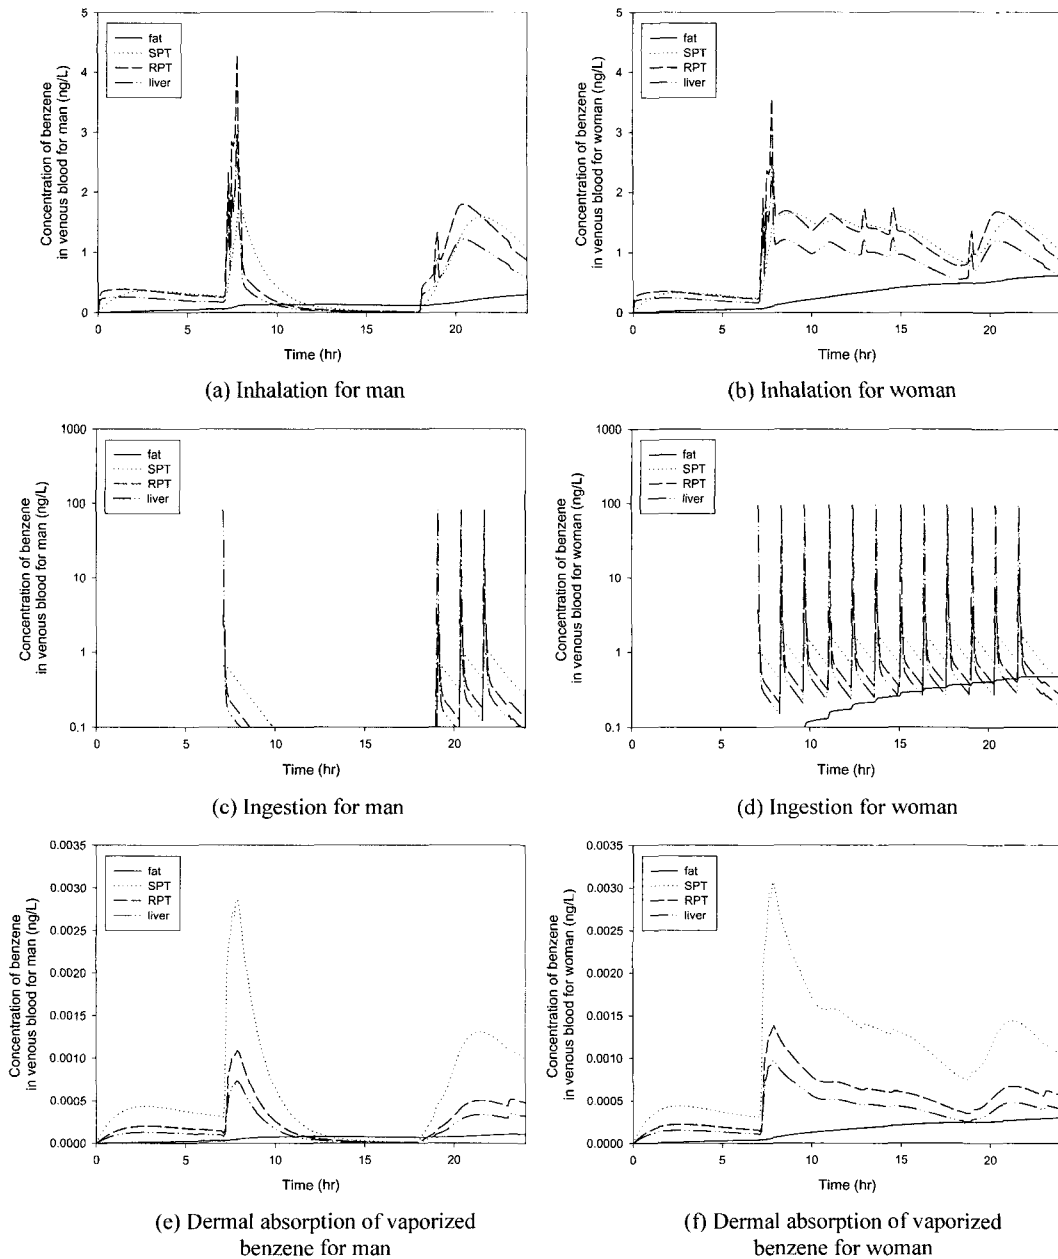 Concentration of benzene
in venous blood for man (ng/L)
5
4
3
2
1
0
fat
SPT
RPT
liver
0 5 10 15 20
Time (hr)
(a) Inhalation for man
Concentration of benzene
in venous blood for woman (ng/L)
5
4
3
2
1
0
fat
SPT
RPT
liver
0 5 10 15 20
Time (hr)
(b) Inhalation for woman
Concentration of benzene
in venous blood for man (ng/L)
1000
100
10
1
0.1
fat
SPT
RPT
liver
0 5 10 15 20
Time (hr)
(c) Ingestion for man
Concentration of benzene
in venous blood for woman (ng/L)
1000
100
10
1
0.1
fat
SPT
RPT
liver
0 5 10 15 20
Time (hr)
(d) Ingestion for woman
Concentration of benzene
in venous blood for man (ng/L)
0.0035
0.0030
0.0025
0.0020
0.0015
0.0010
0.0005
0.0000
fat
SPT
RPT
liver
0 5 10 15 20
Time (hr)
(e) Dermal absorption of vaporized
benzene for man
Concentration of benzene
in venous blood for woman (ng/L)
0.0035
0.0030
0.0025
0.0020
0.0015
0.0010
0.0005
0.0000
fat
SPT
RPT
liver
0 5 10 15 20
Time (hr)
(f) Dermal absorption of vaporized
benzene for woman